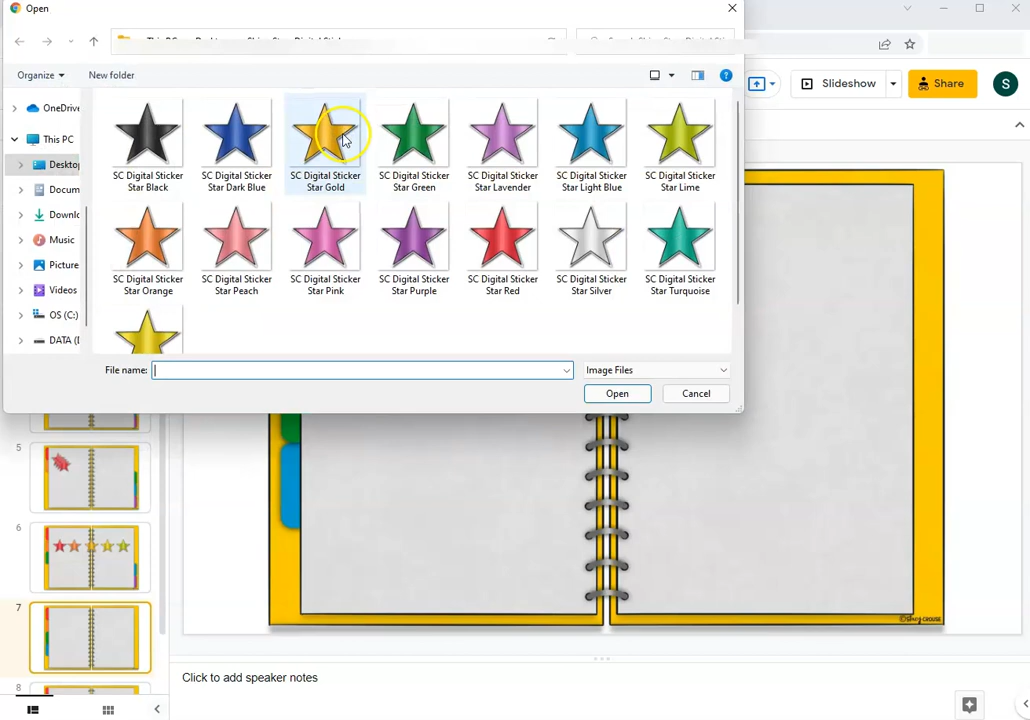 Open
Slideshow
Share
S
Organize
New folder
?
OneDrive
This PC
SC Digital Sticker
Star Black
SC Digital Sticker
Star Dark Blue
SC Digital Sticker
Star Gold
SC Digital Sticker
Star Green
SC Digital Sticker
Star Lavender
SC Digital Sticker
Star Light Blue
SC Digital Sticker
Star Lime
Desktop
Docum
Downlo
Music
Picture
Videos
OS (C:)
DATA (
SC Digital Sticker
Star Orange
SC Digital Sticker
Star Peach
SC Digital Sticker
Star Pink
SC Digital Sticker
Star Purple
SC Digital Sticker
Star Red
SC Digital Sticker
Star Silver
SC Digital Sticker
Star Turquoise
File name:
Image Files
Open
Cancel
5
6
7
8
Click to add speaker notes